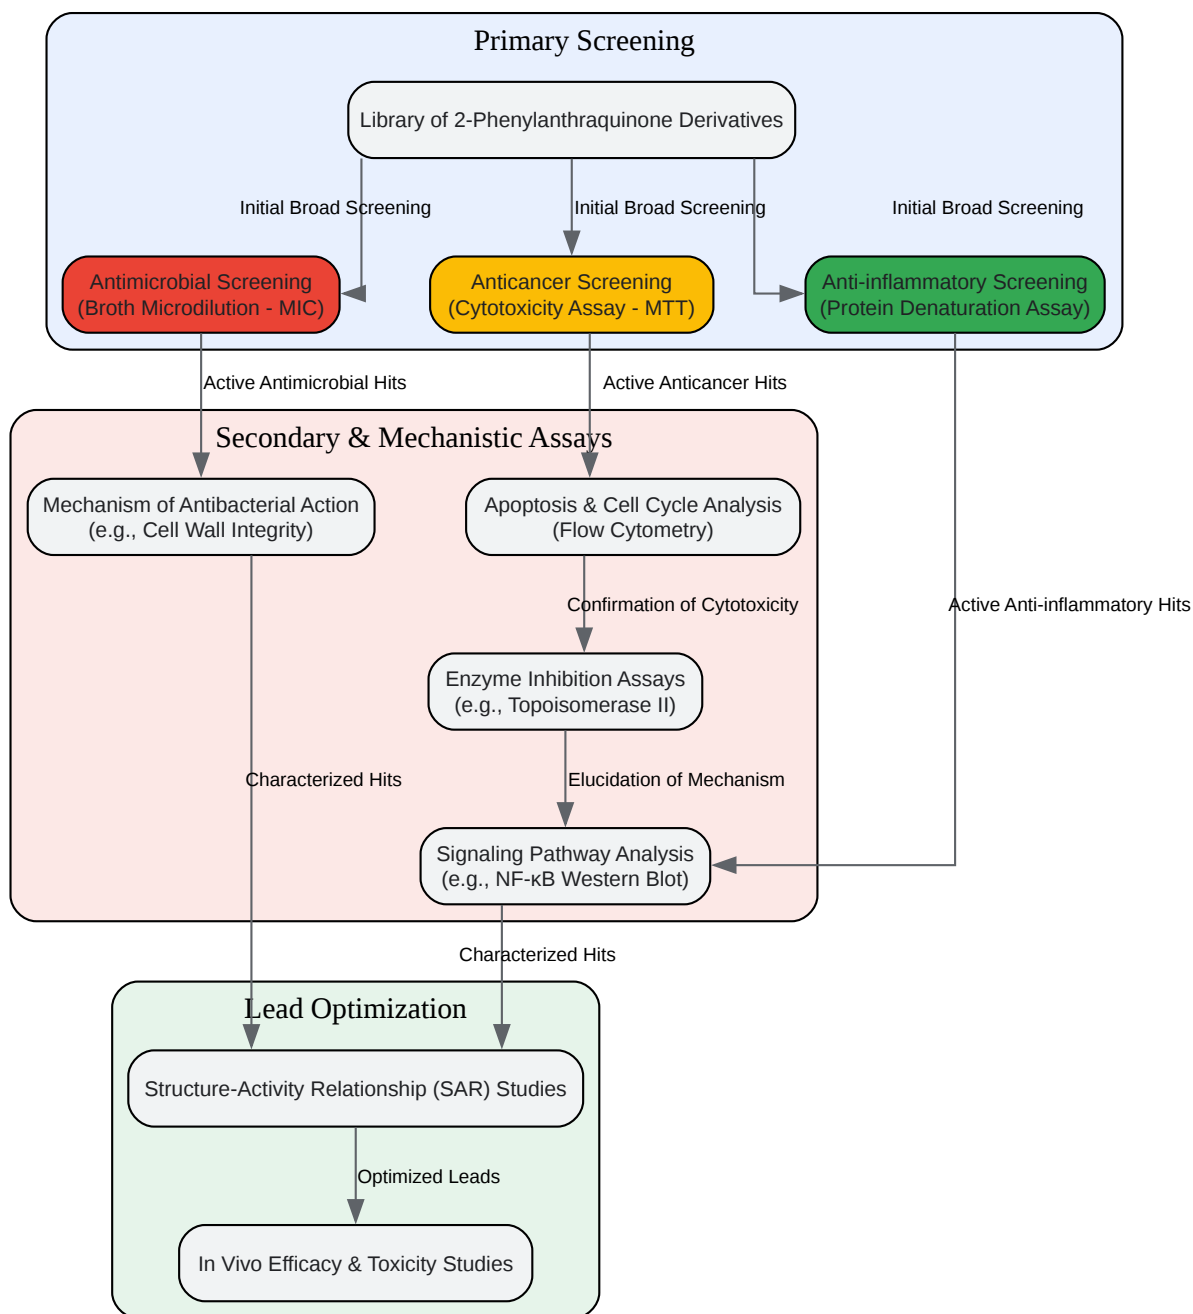 Primary Screening
Library of 2-Phenylanthraquinone Derivatives
Initial Broad Screening
Initial Broad Screening
Initial Broad Screening
Antimicrobial Screening
(Broth Microdilution - MIC)
Anticancer Screening
(Cytotoxicity Assay - MTT)
Anti-inflammatory Screening
(Protein Denaturation Assay)
Active Antimicrobial Hits
Active Anticancer Hits
Secondary & Mechanistic Assays
Mechanism of Antibacterial Action
(e.g., Cell Wall Integrity)
Apoptosis & Cell Cycle Analysis
(Flow Cytometry)
Confirmation of Cytotoxicity
Active Anti-inflammatory Hits
Enzyme Inhibition Assays
(e.g., Topoisomerase II)
Characterized Hits
Elucidation of Mechanism
Signaling Pathway Analysis
(e.g., NF-κB Western Blot)
Characterized Hits
Lead Optimization
Structure-Activity Relationship (SAR) Studies
Optimized Leads
In Vivo Efficacy & Toxicity Studies